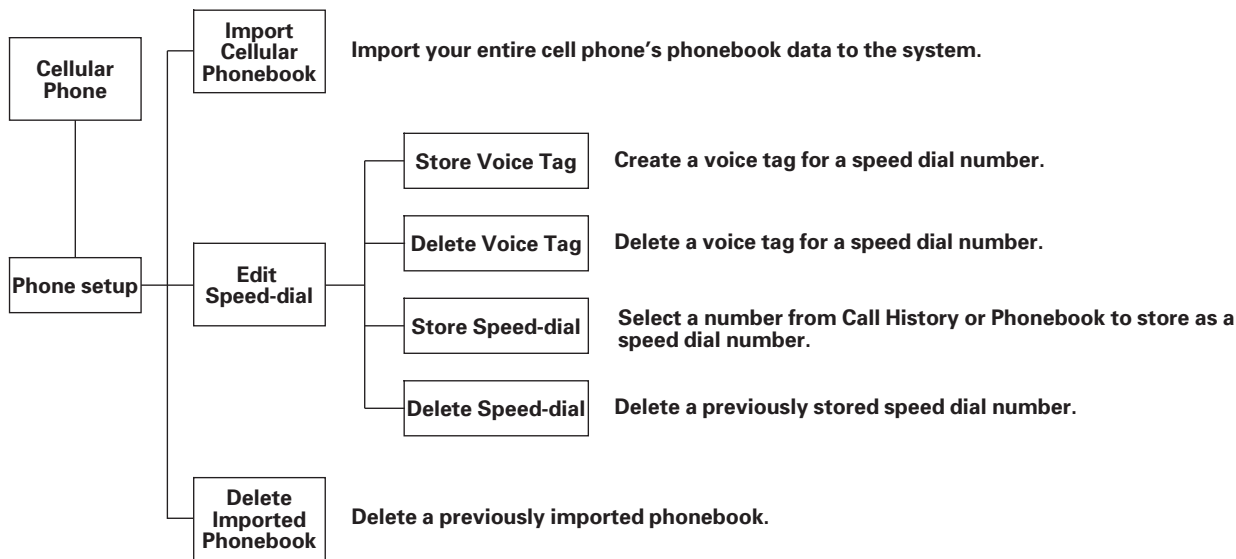 Cellular
Phone
Import
Cellular
Phonebook
Import your entire cell phone's phonebook data to the system.
Phone setup
Edit
Speed-dial
Store Voice Tag
Create a voice tag for a speed dial number.
Delete Voice Tag
Delete a voice tag for a speed dial number.
Store Speed-dial
Select a number from Call History or Phonebook to store as a
speed dial number.
Delete Speed-dial
Delete a previously stored speed dial number.
Delete
Imported
Phonebook
Delete a previously imported phonebook.